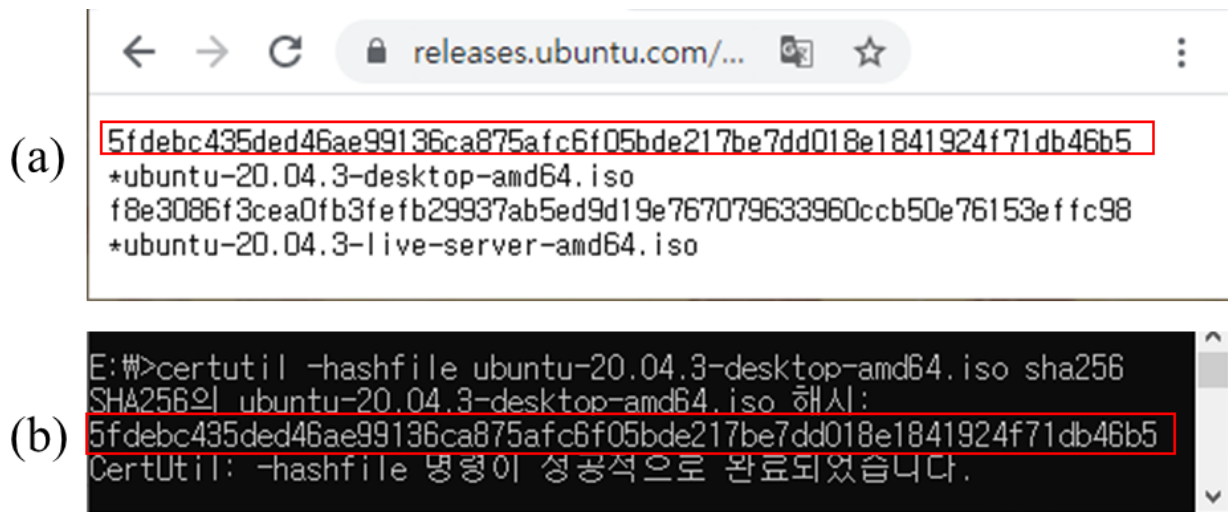 (a)
releases.ubuntu.com/...
5fdebc435ded46ae99136ca875afc6f05bde217be7dd018e1841924f71db46b5
*ubuntu-20.04.3-desktop-amd64.iso
f8e3086f3cea0fb3fefb29937ab5ed9d19e767079633960ccb50e76153effc98
*ubuntu-20.04.3-live-server-amd64.iso
(b)
E:₩>certutil -hashfile ubuntu-20.04.3-desktop-amd64.iso sha256
SHA256의 ubuntu-20.04.3-desktop-amd64.iso 해시:
5fdebc435ded46ae99136ca875afc6f05bde217be7dd018e1841924f71db46b5
CertUtil: -hashfile 명령이 성공적으로 완료되었습니다.